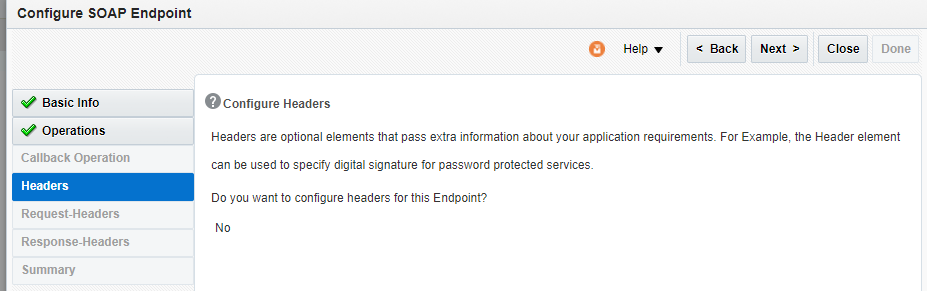 Configure SOAP Endpoint
Help
< Back
Next >
Close
Done
Basic Info
Operations
Callback Operation
Headers
Request-Headers
Response-Headers
Summary
? Configure Headers
Headers are optional elements that pass extra information about your application requirements. For Example, the Header element
can be used to specify digital signature for password protected services.
Do you want to configure headers for this Endpoint?
No